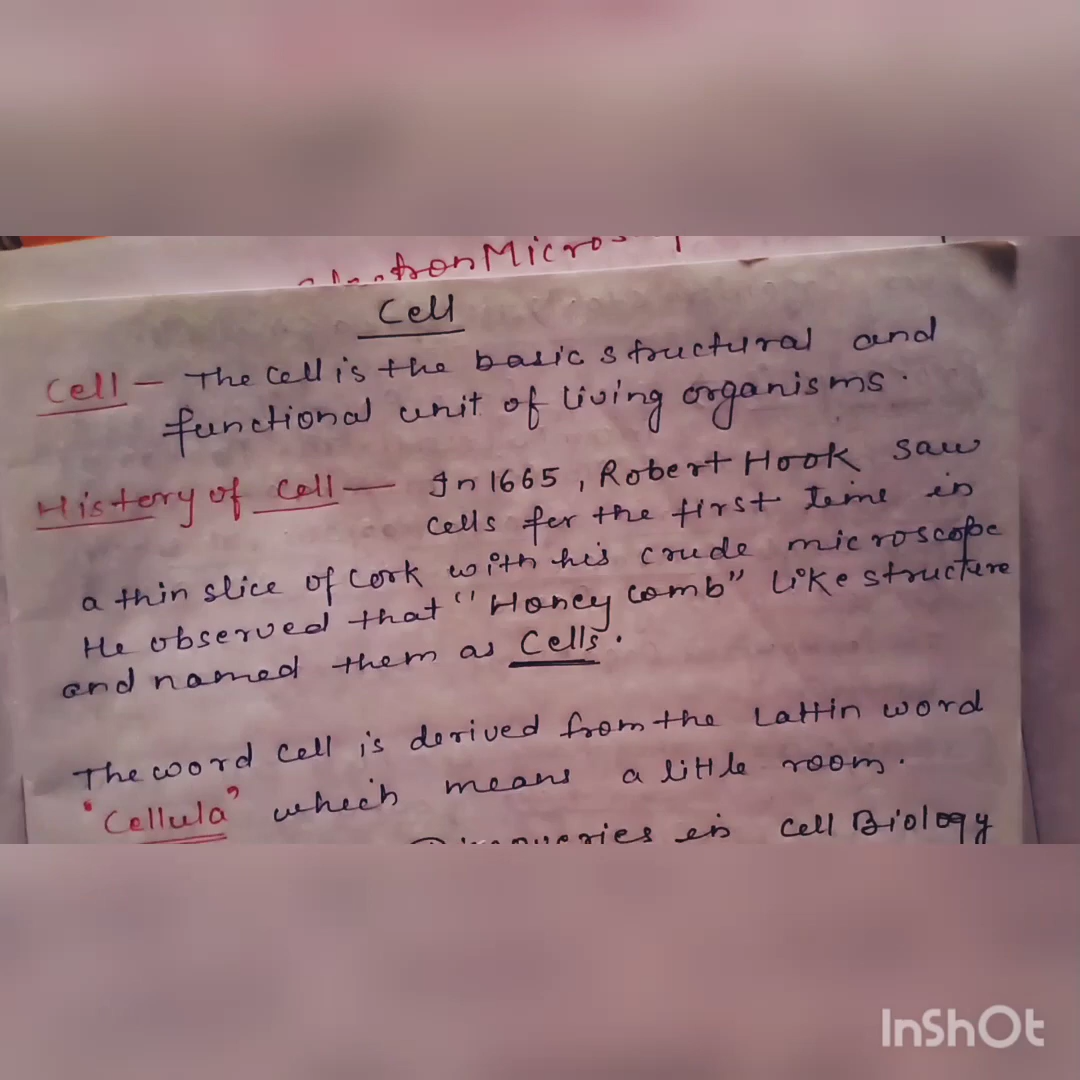 Cell
Cell - The Cell is the basic structural and
functional unit of living organisms.
History of Cell - In 1665, Robert Hook saw
cells for the first time in
a thin slice of Cork with his crude microscope
He observed that "Honey comb" like structure
and named them as Cells.
The word Cell is derived from the Lattin word
"Cellula" which means a little room.
in cell Biology
InShOt